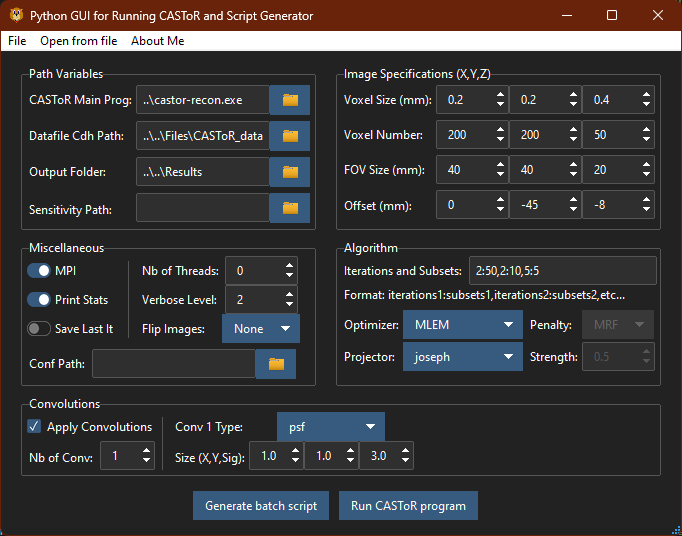 Python GUI for Running CASToR and Script Generator
File Open from file About Me
Path Variables
CASToR Main Prog: ..\castor-recon.exe
Datafile Cdh Path: ..\..\Files\CASToR_data
Output Folder: ..\..\Results
Sensitivity Path:
Image Specifications (X,Y,Z)
Voxel Size (mm): 0.2 0.2 0.4
Voxel Number: 200 200 50
FOV Size (mm): 40 40 20
Offset (mm): 0 -45 -8
Miscellaneous
MPI Nb of Threads: 0
Print Stats Verbose Level: 2
Save Last It Flip Images: None
Conf Path:
Algorithm
Iterations and Subsets: 2:50,2:10,5:5
Format: iterations1:subsets1,iterations2:subsets2,etc...
Optimizer: MLEM Penalty: MRF
Projector: joseph Strength: 0.5
Convolutions
Apply Convolutions Conv 1 Type: psf
Nb of Conv: 1 Size (X,Y,Sig): 1.0 1.0 3.0
Generate batch script Run CASToR program